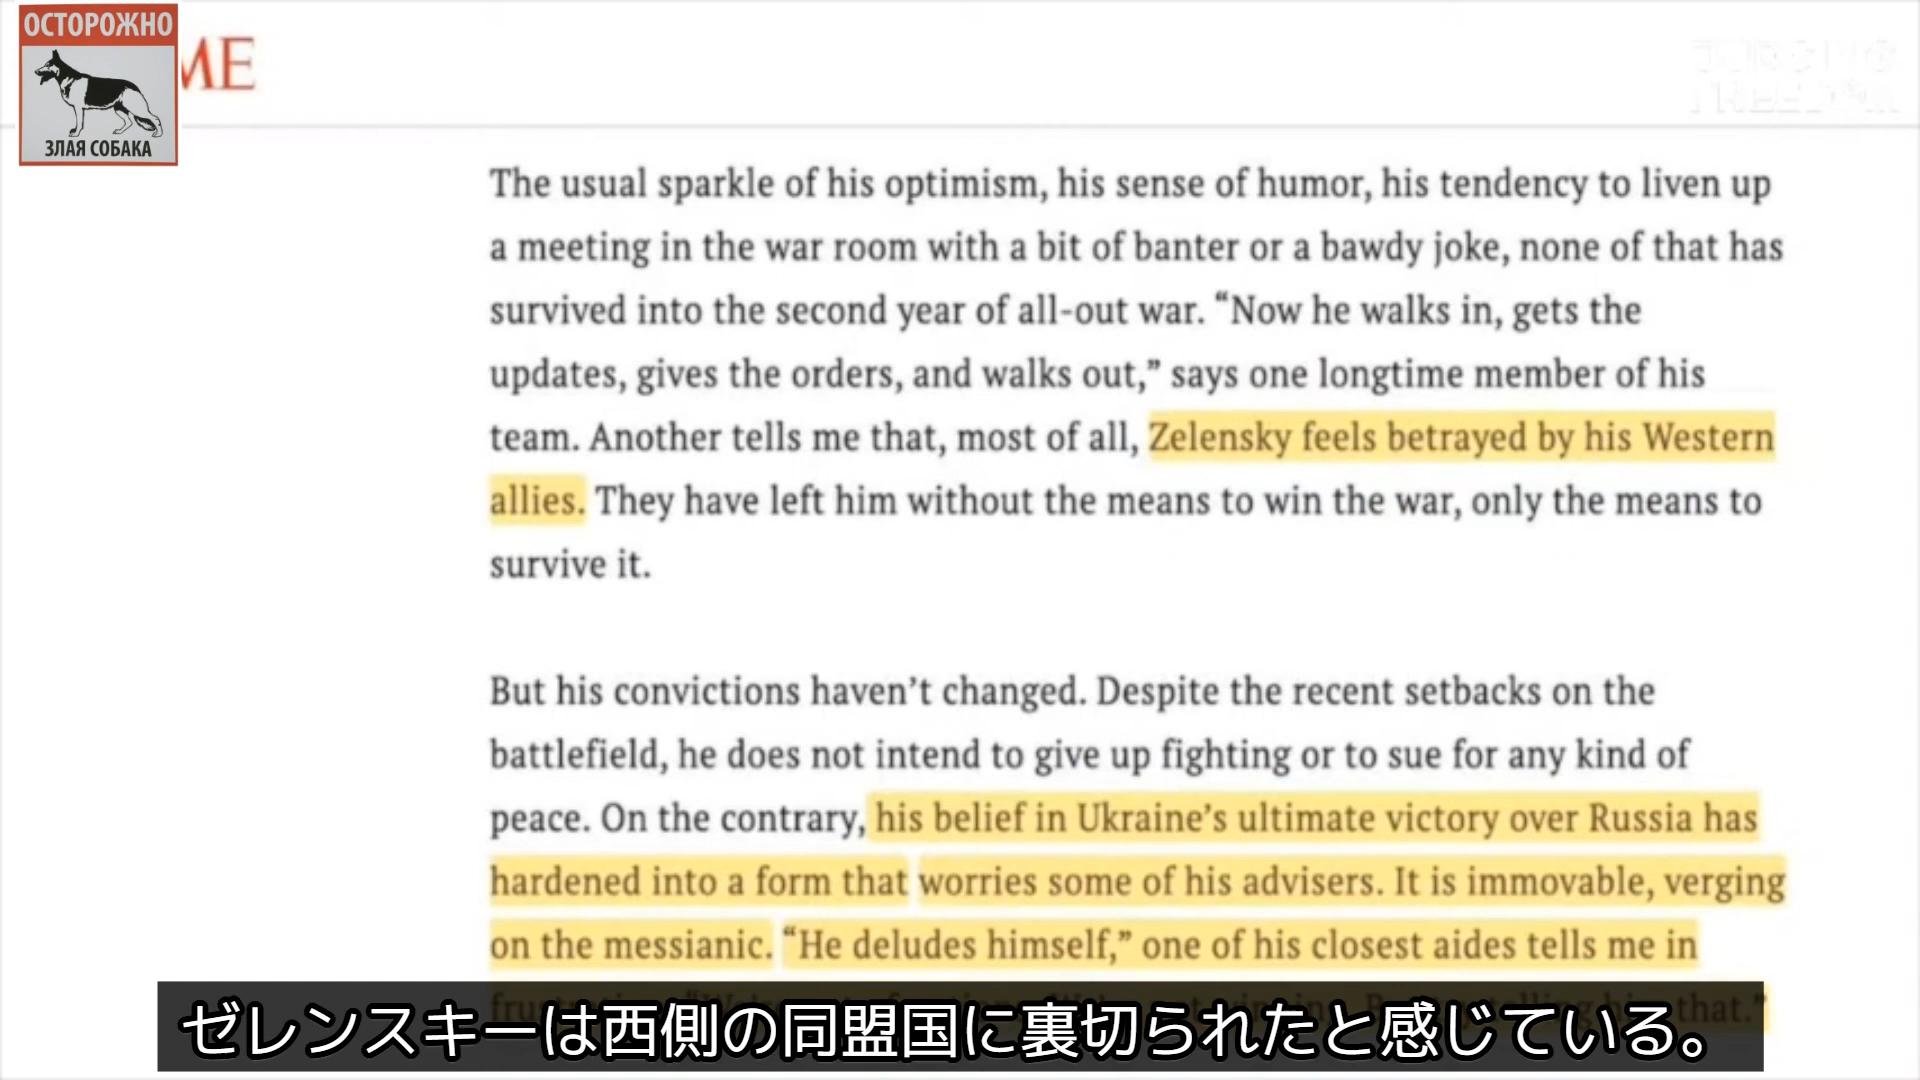 ОСТОРОЖНО
ЗЛАЯ СОБАКА
ME
The usual sparkle of his optimism, his sense of humor, his tendency to liven up
a meeting in the war room with a bit of banter or a bawdy joke, none of that has
survived into the second year of all-out war. “Now he walks in, gets the
updates, gives the orders, and walks out,” says one longtime member of his
team. Another tells me that, most of all, Zelensky feels betrayed by his Western
allies. They have left him without the means to win the war, only the means to
survive it.
But his convictions haven’t changed. Despite the recent setbacks on the
battlefield, he does not intend to give up fighting or to sue for any kind of
peace. On the contrary, his belief in Ukraine’s ultimate victory over Russia has
hardened into a form that worries some of his advisers. It is immovable, verging
on the messianic. “He deludes himself,” one of his closest aides tells me in
that.”
ゼレンスキーは西側の同盟国に裏切られたと感じている。